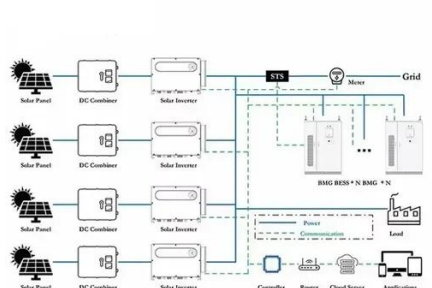 STS
Meter
Grid
Solar Panel
DC Combiner
Solar Inverter
Solar Panel
DC Combiner
Solar Inverter
BMG BESS * N BMG * N
Solar Panel
DC Combiner
Solar Inverter
Power
Communication
Load
Solar Panel
DC Combiner
Solar Inverter
Controller
Router
Cloud Server
Applications